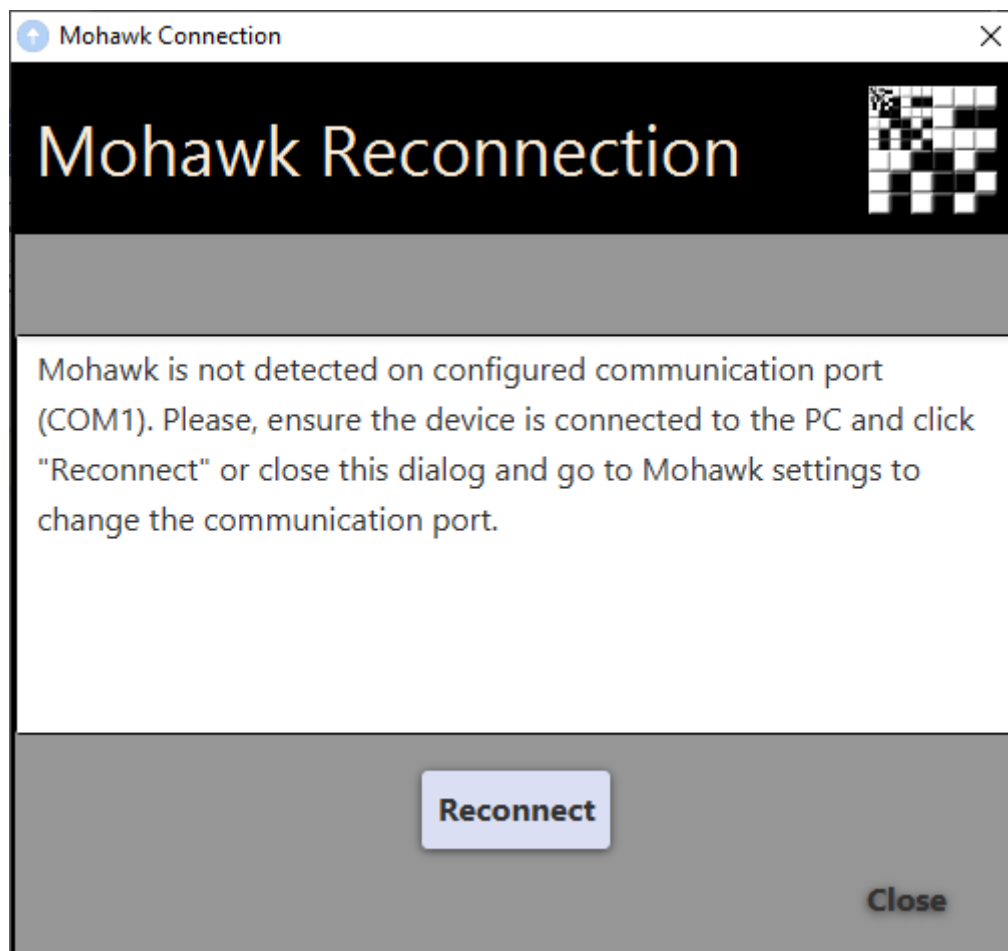 Mohawk Connection
Mohawk Reconnection
Mohawk is not detected on configured communication port
(COM1). Please, ensure the device is connected to the PC and click
"Reconnect" or close this dialog and go to Mohawk settings to
change the communication port.
Reconnect
Close